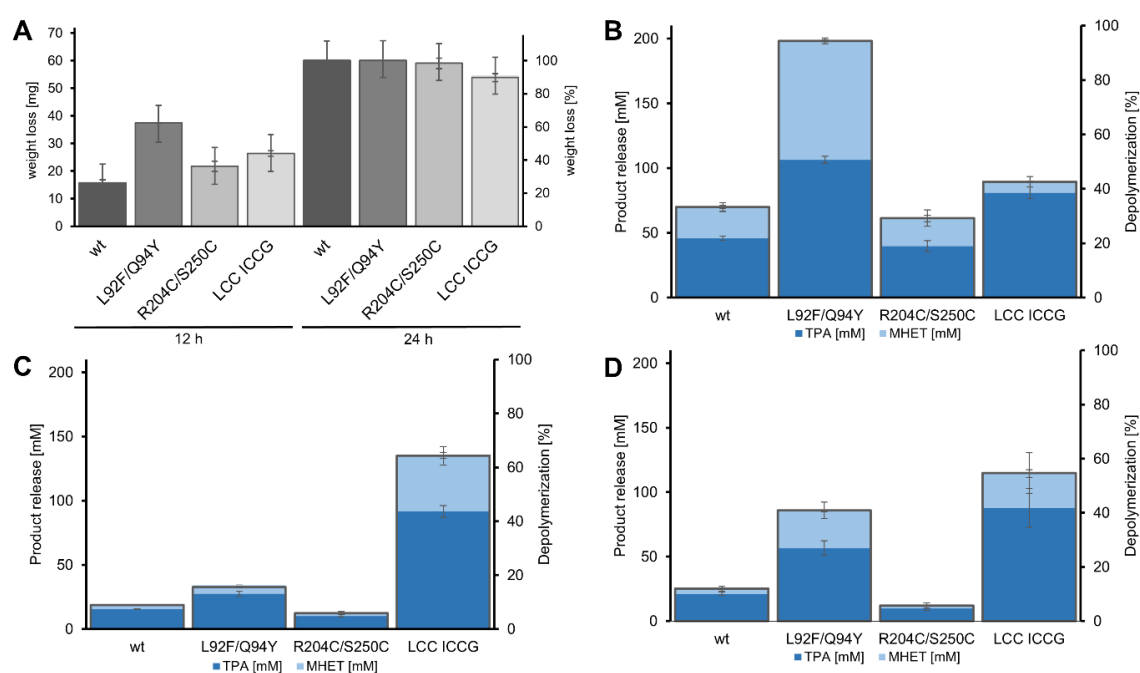 A
weight loss [mg]
70
60
50
40
30
20
10
0
100
80
60
40
20
0
weight loss [%]
wt
L92F/Q94Y
R204C/S250C
LCC ICCG
wt
L92F/Q94Y
R204C/S250C
LCC ICCG
12 h
24 h
B
Product release [mM]
200
150
100
50
0
100
80
60
40
20
0
Depolymerization [%]
wt
L92F/Q94Y
R204C/S250C
LCC ICCG
TPA [mM]
MHET [mM]
C
Product release [mM]
200
150
100
50
0
100
80
60
40
20
0
Depolymerization [%]
wt
L92F/Q94Y
R204C/S250C
LCC ICCG
TPA [mM]
MHET [mM]
D
Product release [mM]
200
150
100
50
0
100
80
60
40
20
0
Depolymerization [%]
wt
L92F/Q94Y
R204C/S250C
LCC ICCG
TPA [mM]
MHET [mM]